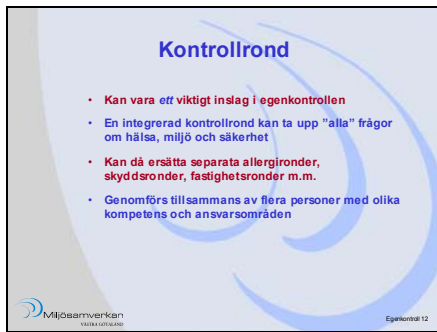 Kontrollrond
• Kan vara ett viktigt inslag i egenkontrollen
• En integrerad kontrollrond kan ta upp ”alla” frågor
om hälsa, miljö och säkerhet
• Kan då ersätta separata allergironder,
skyddsronder, fastighetsronder m.m.
• Genomförs tillsammans av flera personer med olika
kompetens och ansvarsområden
Miljösamverkan
VÄSTRA GÖTALAND
Egenkontroll 12